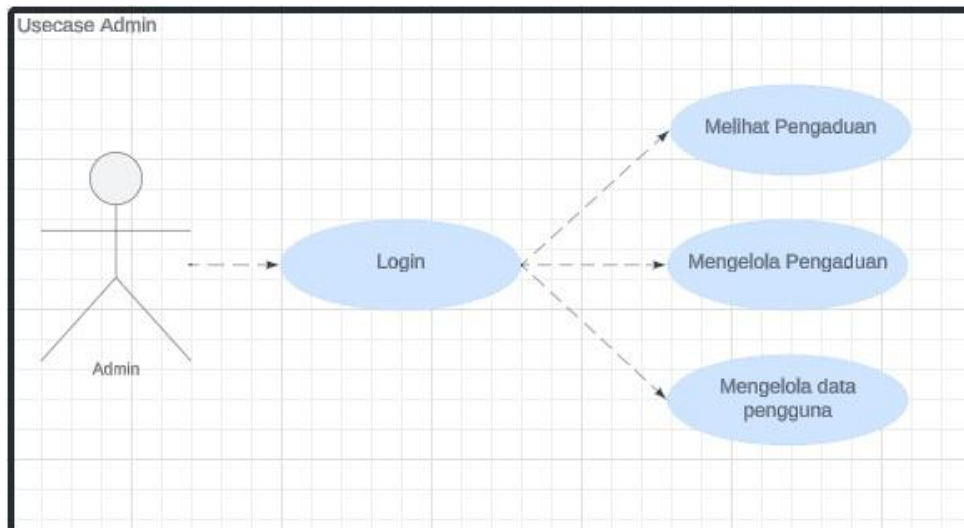 Usecase Admin
Melihat Pengaduan
Login
Mengelola Pengaduan
Admin
Mengelola data
pengguna